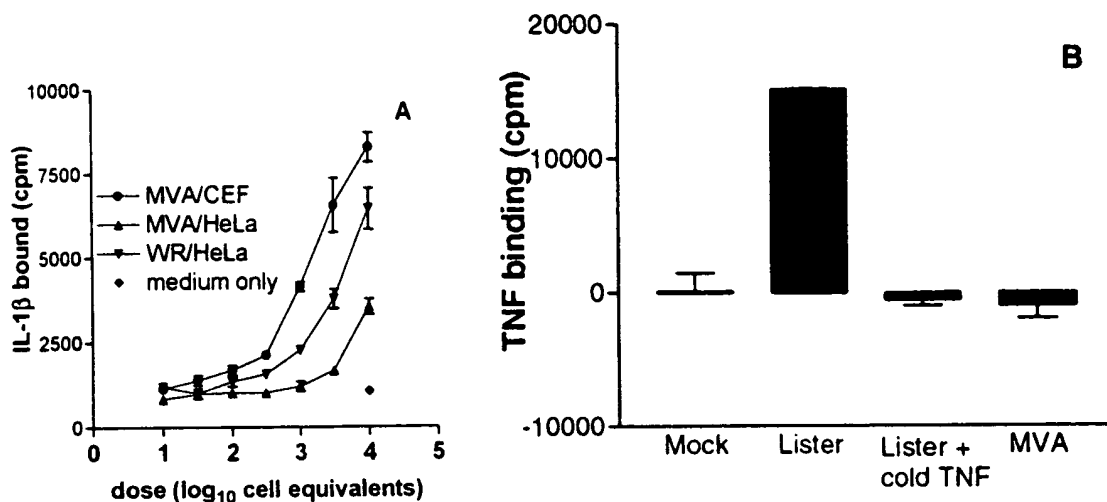 A
IL-1β bound (cpm)
10000
7500
5000
2500
0
MVA/CEF
MVA/HeLa
WR/HeLa
medium only
0 1 2 3 4 5
dose (log10 cell equivalents)
B
TNF binding (cpm)
20000
10000
0
-10000
Mock
Lister
Lister +
cold TNF
MVA